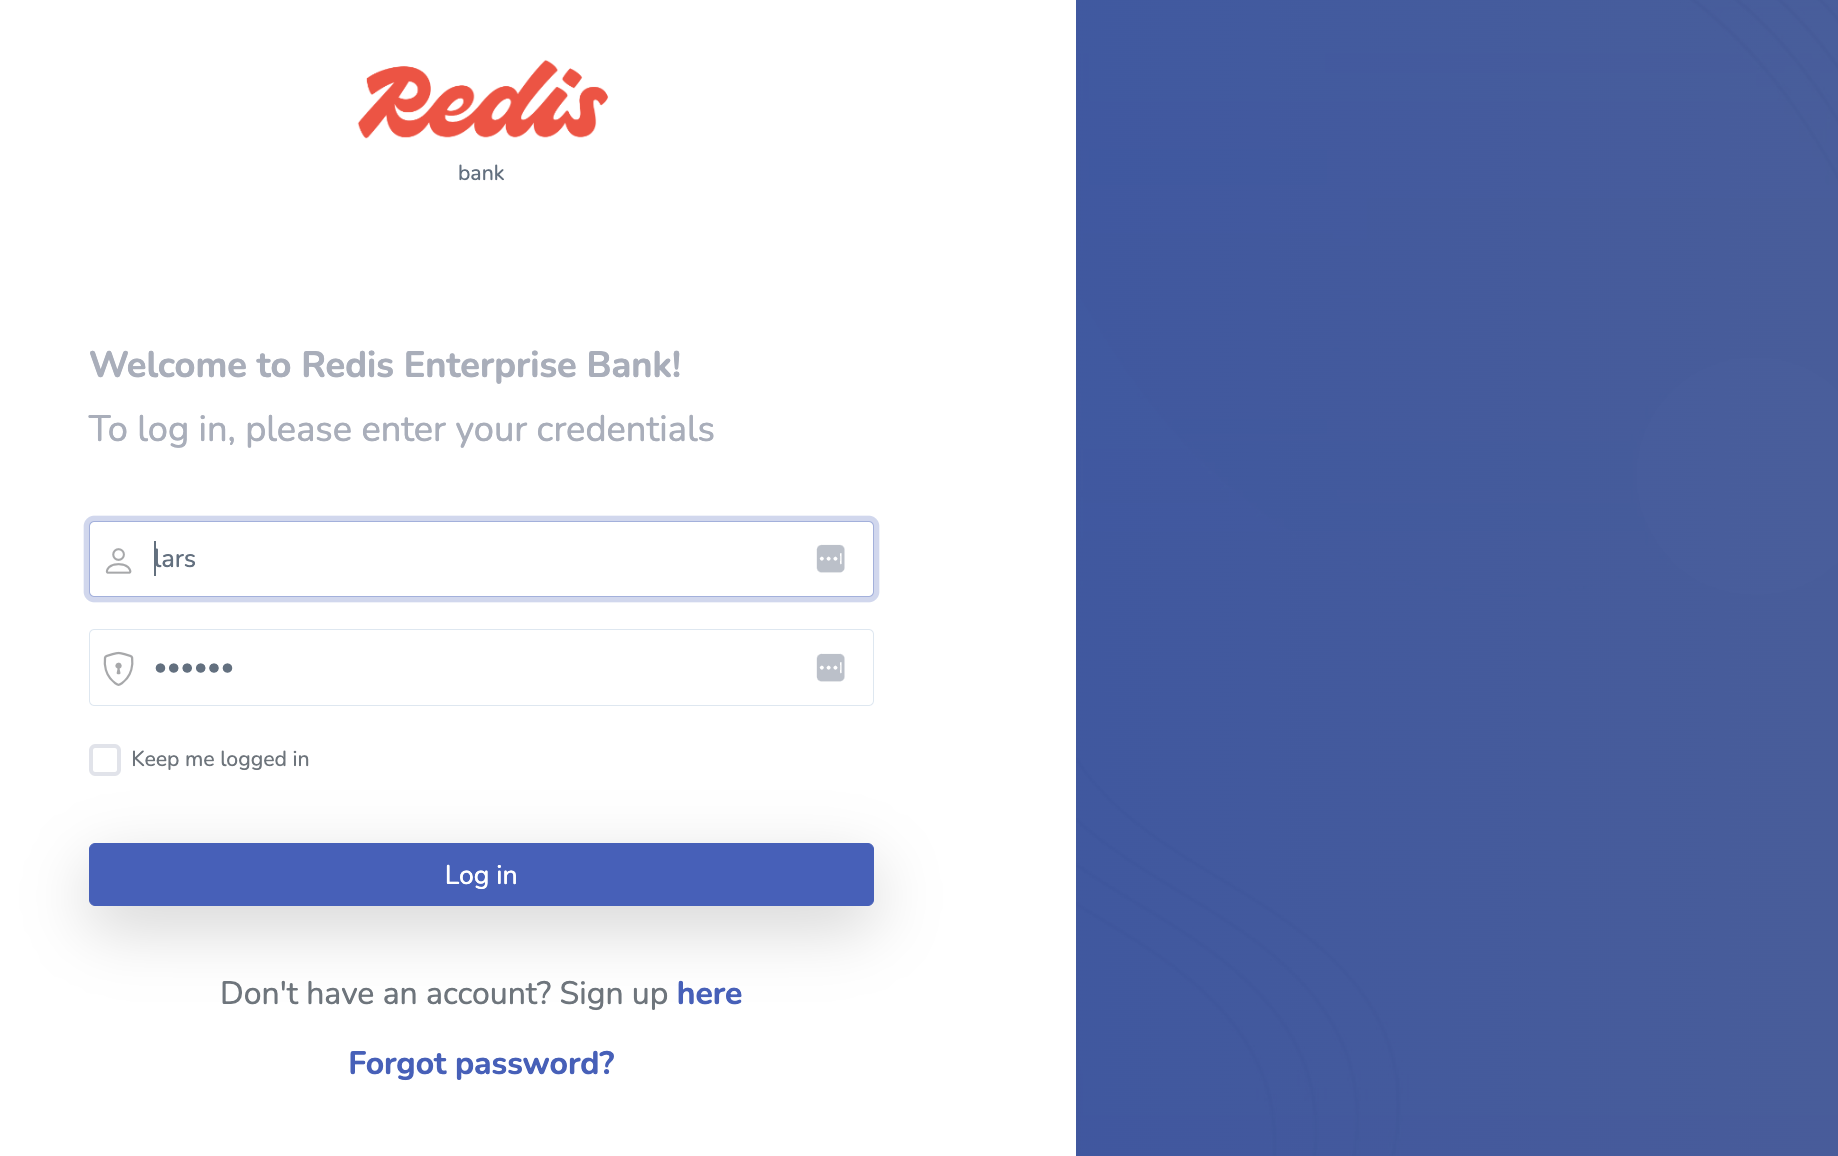 Redis
bank
Welcome to Redis Enterprise Bank!
To log in, please enter your credentials
lars
••••••
Keep me logged in
Log in
Don't have an account? Sign up here
Forgot password?